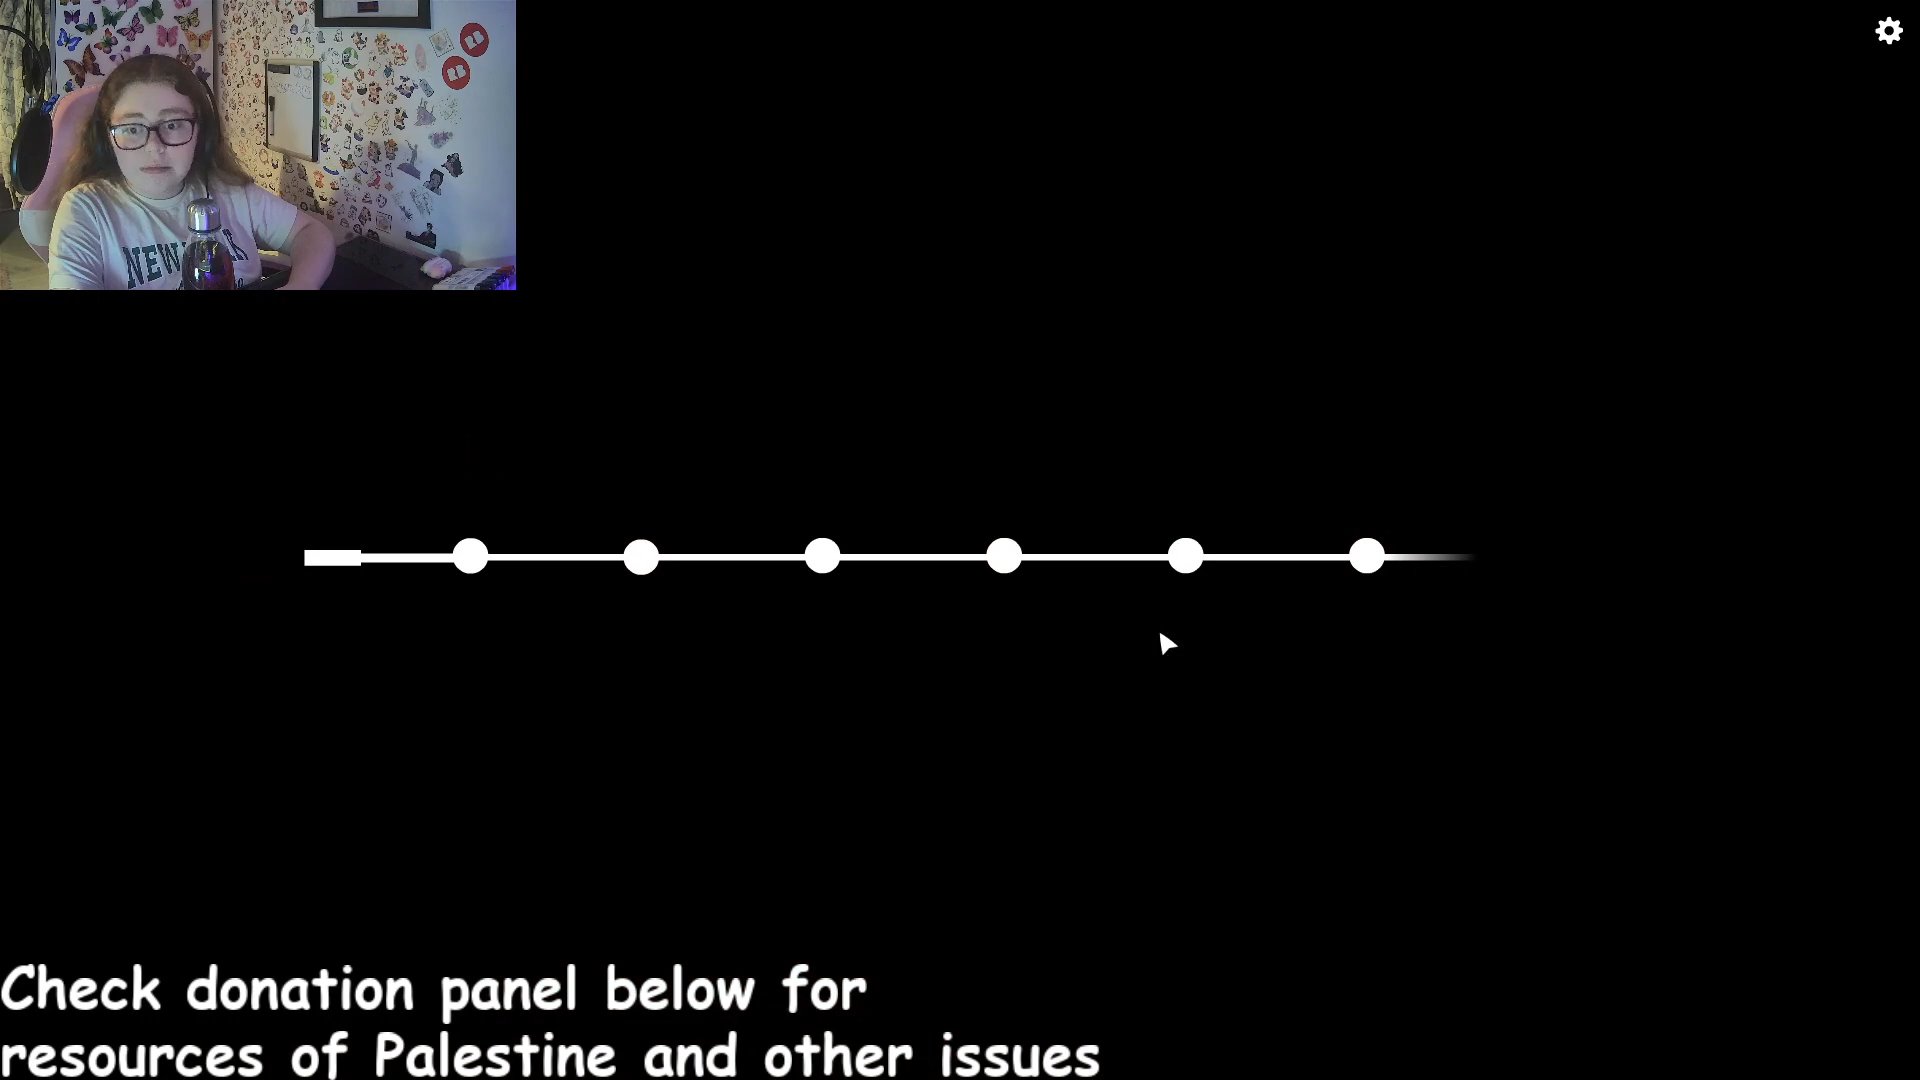 Check donation panel below for
resources of Palestine and other issues